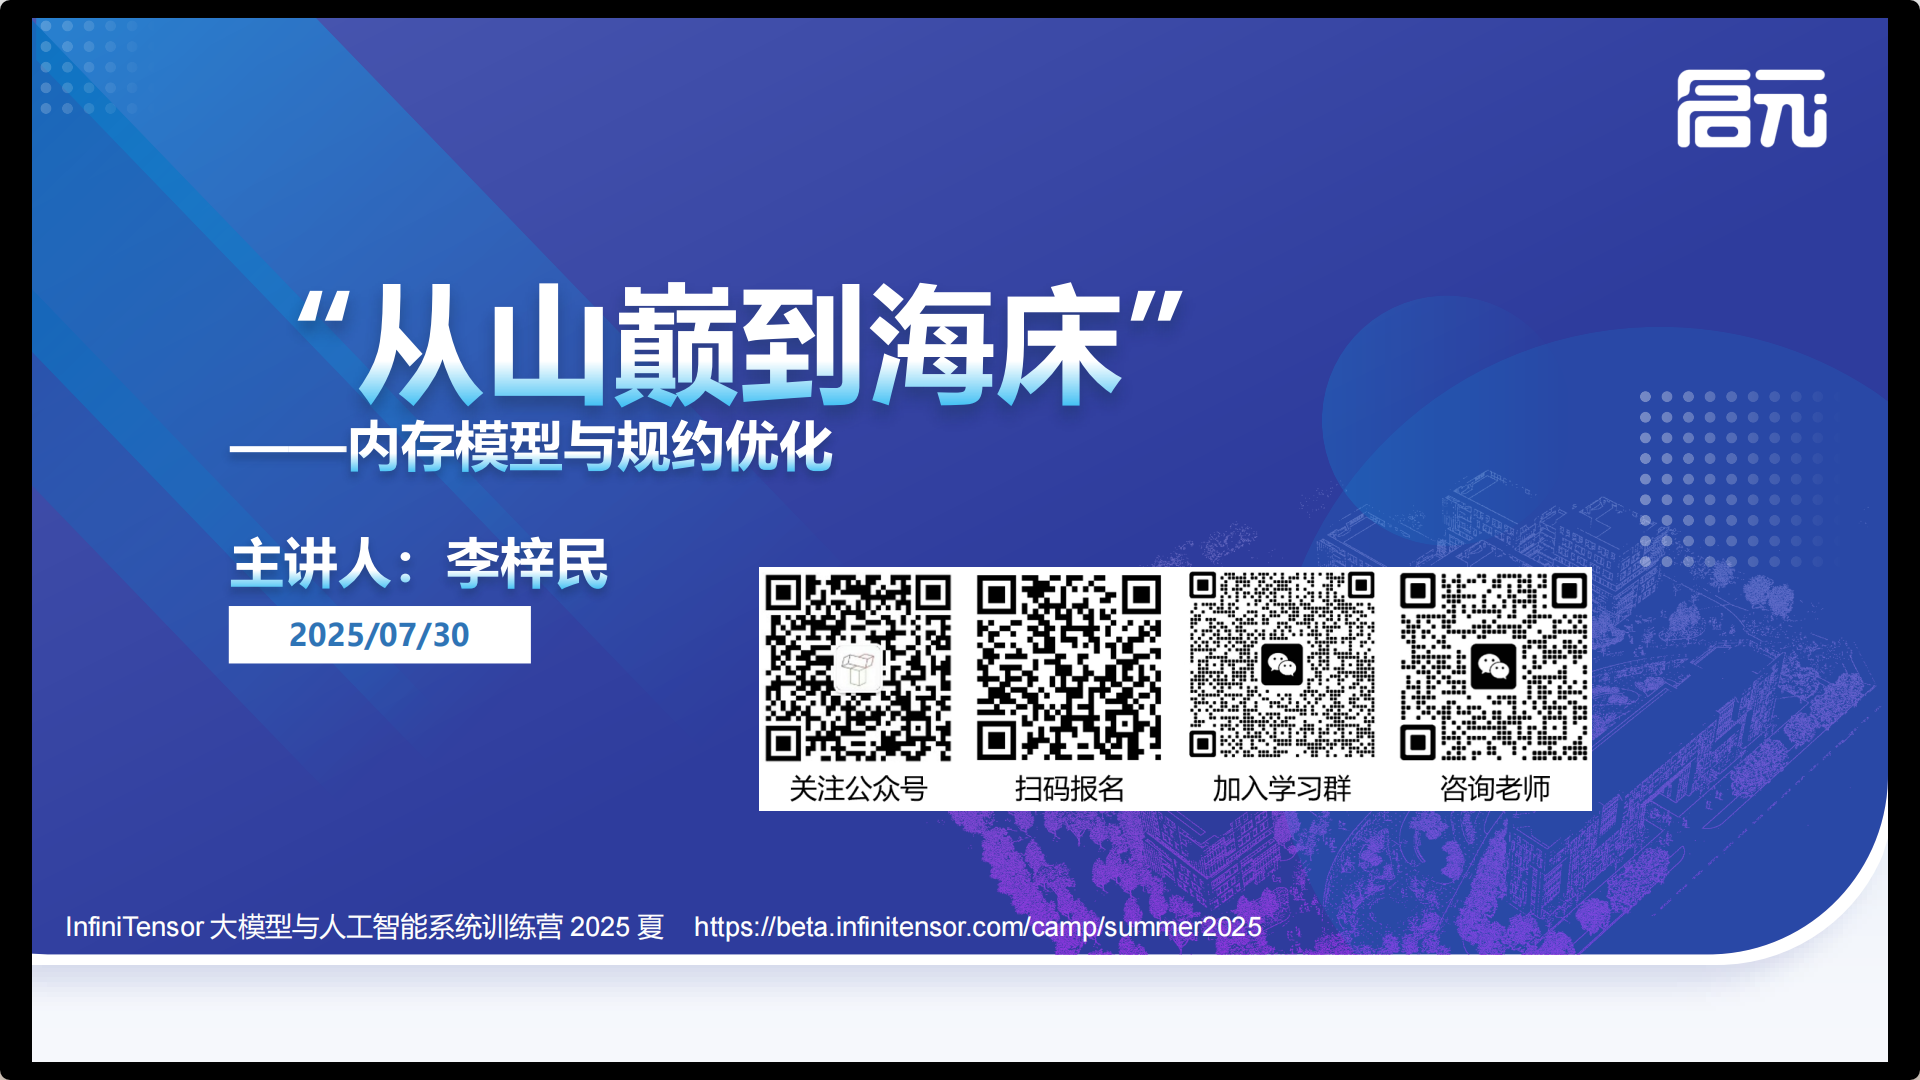 启元
“从山巅到海床”
——内存模型与规约优化
主讲人：李梓民
2025/07/30
关注公众号 扫码报名 加入学习群 咨询老师
InfiniTensor 大模型与人工智能系统训练营 2025 夏 https://beta.infinitensor.com/camp/summer2025